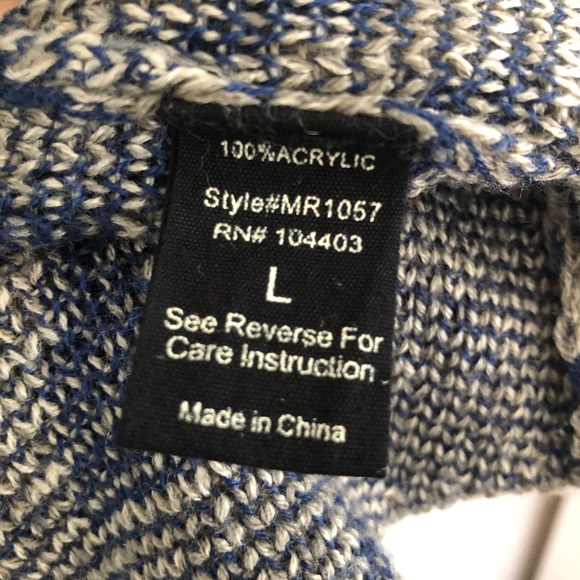 100%ACRYLIC
Style#MR1057
RN# 104403
L
See Reverse For
Care Instruction
Made in China